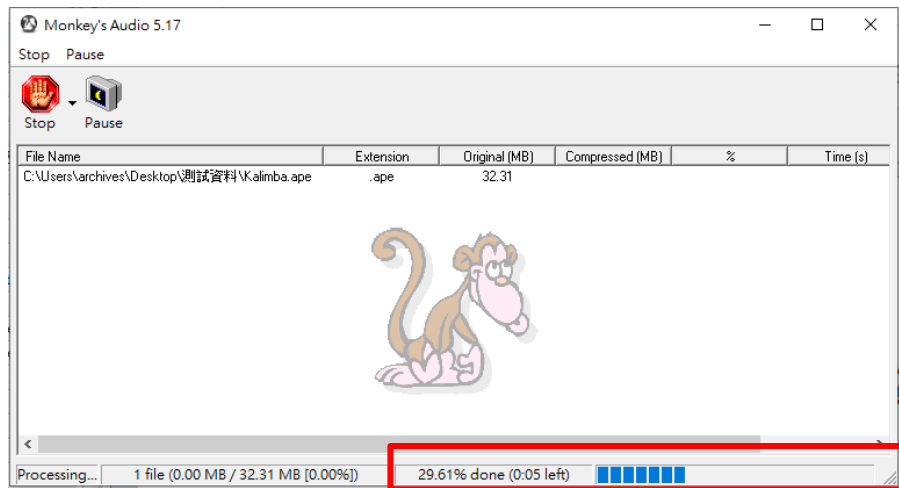 Monkey's Audio 5.17
Stop Pause
Stop Pause
File Name Extension Original (MB) Compressed (MB) % Time (s)
C:\Users\archives\Desktop\測試資料\Kalimba.ape .ape 32.31
Processing... 1 file (0.00 MB / 32.31 MB [0.00%]) 29.61% done (0:05 left)